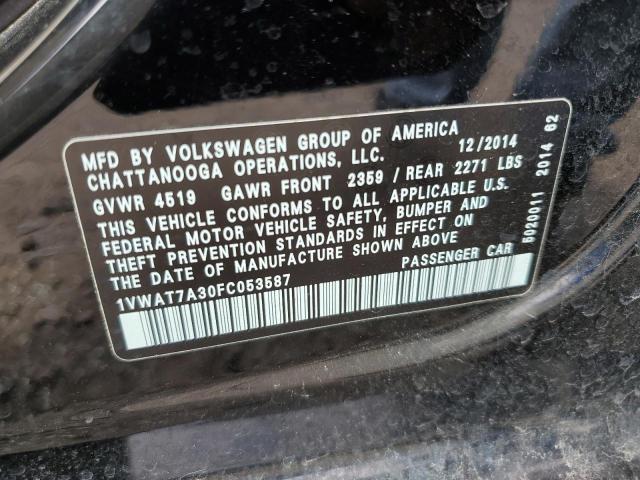 MFD BY VOLKSWAGEN GROUP OF AMERICA
CHATTANOOGA OPERATIONS, LLC. 12/2014
GVWR 4519 GAWR FRONT 2359 / REAR 2271 LBS
THIS VEHICLE CONFORMS TO ALL APPLICABLE U.S.
FEDERAL MOTOR VEHICLE SAFETY, BUMPER AND
THEFT PREVENTION STANDARDS IN EFFECT ON
THE DATE OF MANUFACTURE SHOWN ABOVE
1VWAT7A30FC053587 PASSENGER CAR
5020011 2014 62